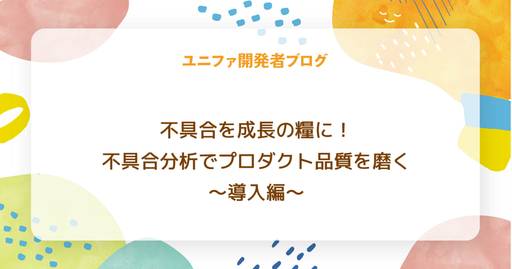 ユニファ開発者ブログ
不具合を成長の糧に！
不具合分析でプロダクト品質を磨く
〜導入編〜